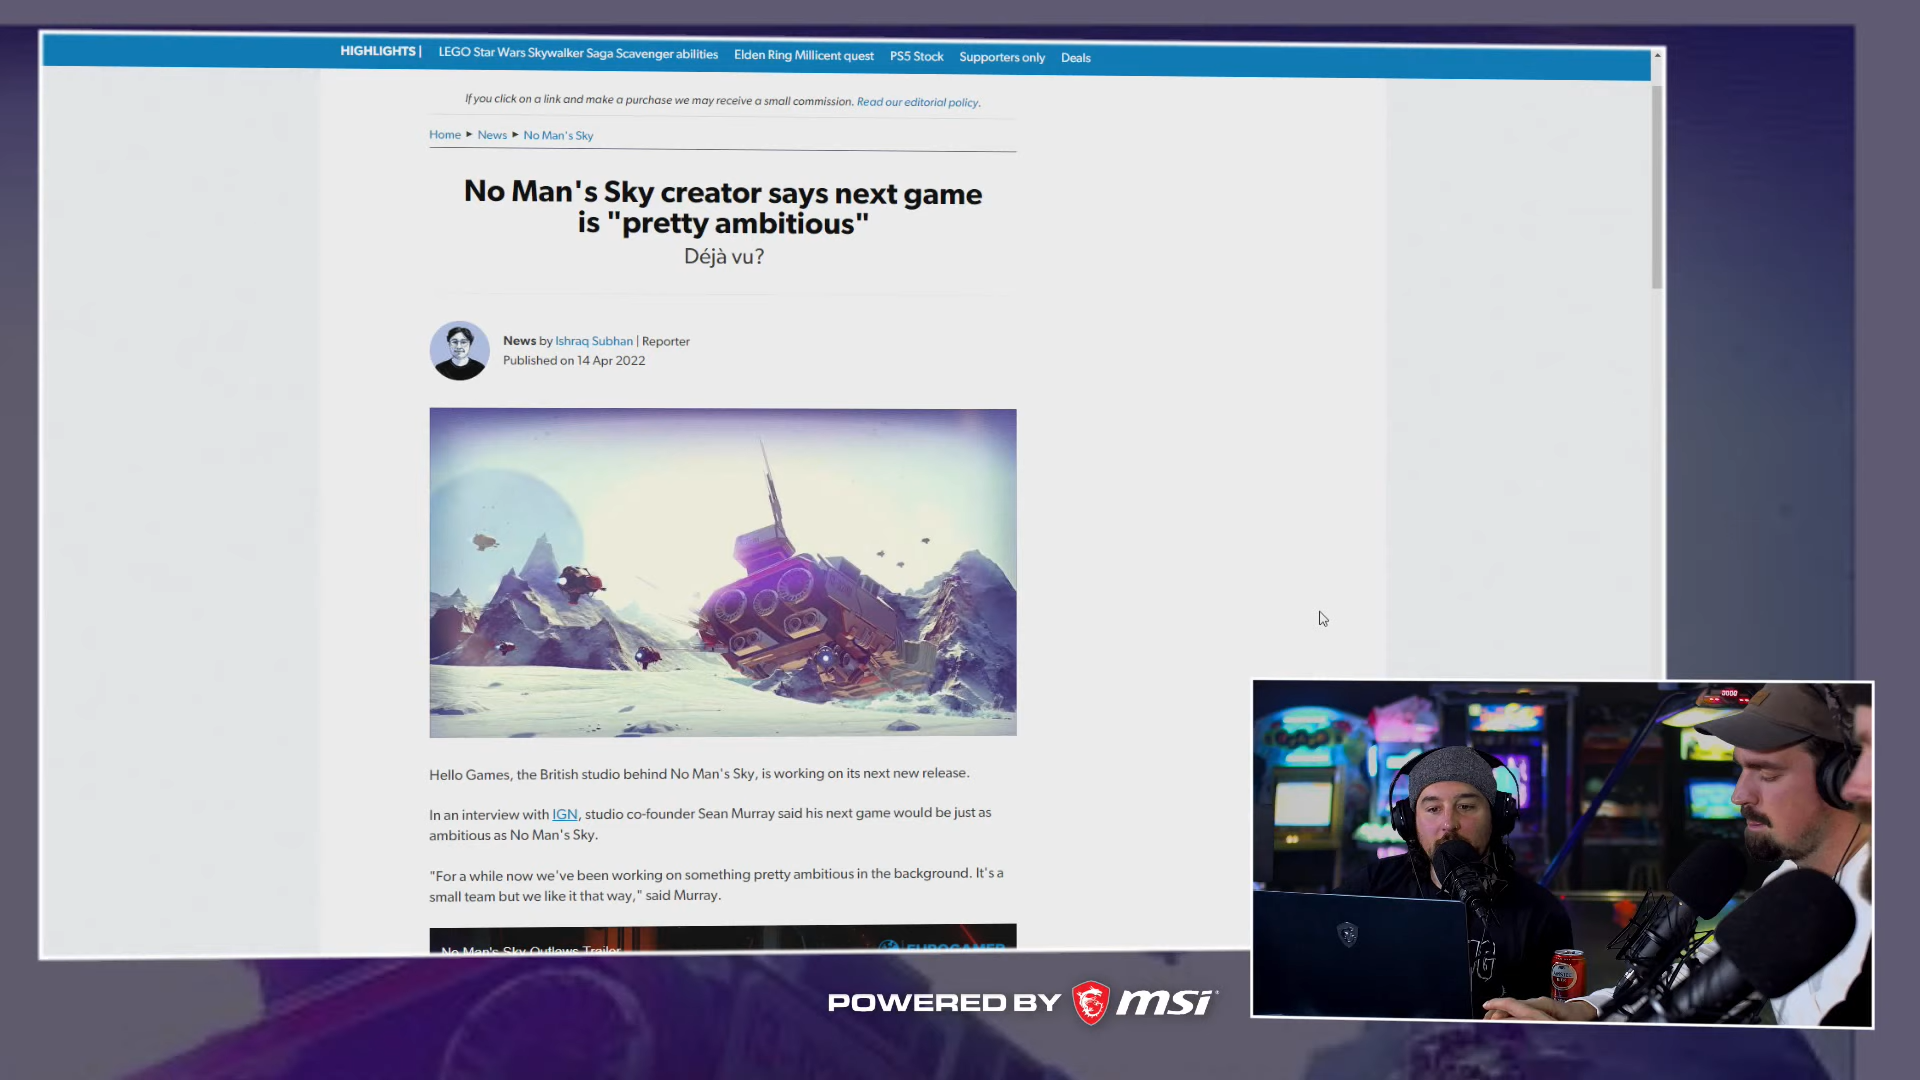 HIGHLIGHTS | LEGO Star Wars Skywalker Saga Scavenger abilities Elden Ring Millicent quest PS5 Stock Supporters only Deals
If you click on a link and make a purchase we may receive a small commission. Read our editorial policy.
Home ▸ News ▸ No Man's Sky
No Man's Sky creator says next game
is "pretty ambitious"
Déjà vu?
News by Ishraq Subhan | Reporter
Published on 14 Apr 2022
Hello Games, the British studio behind No Man's Sky, is working on its next new release.
In an interview with IGN, studio co-founder Sean Murray said his next game would be just as
ambitious as No Man's Sky.
"For a while now we've been working on something pretty ambitious in the background. It's a
small team but we like it that way," said Murray.
No Man's Sky Outlaws Trailer
EUROGAMER
POWERED BY msi